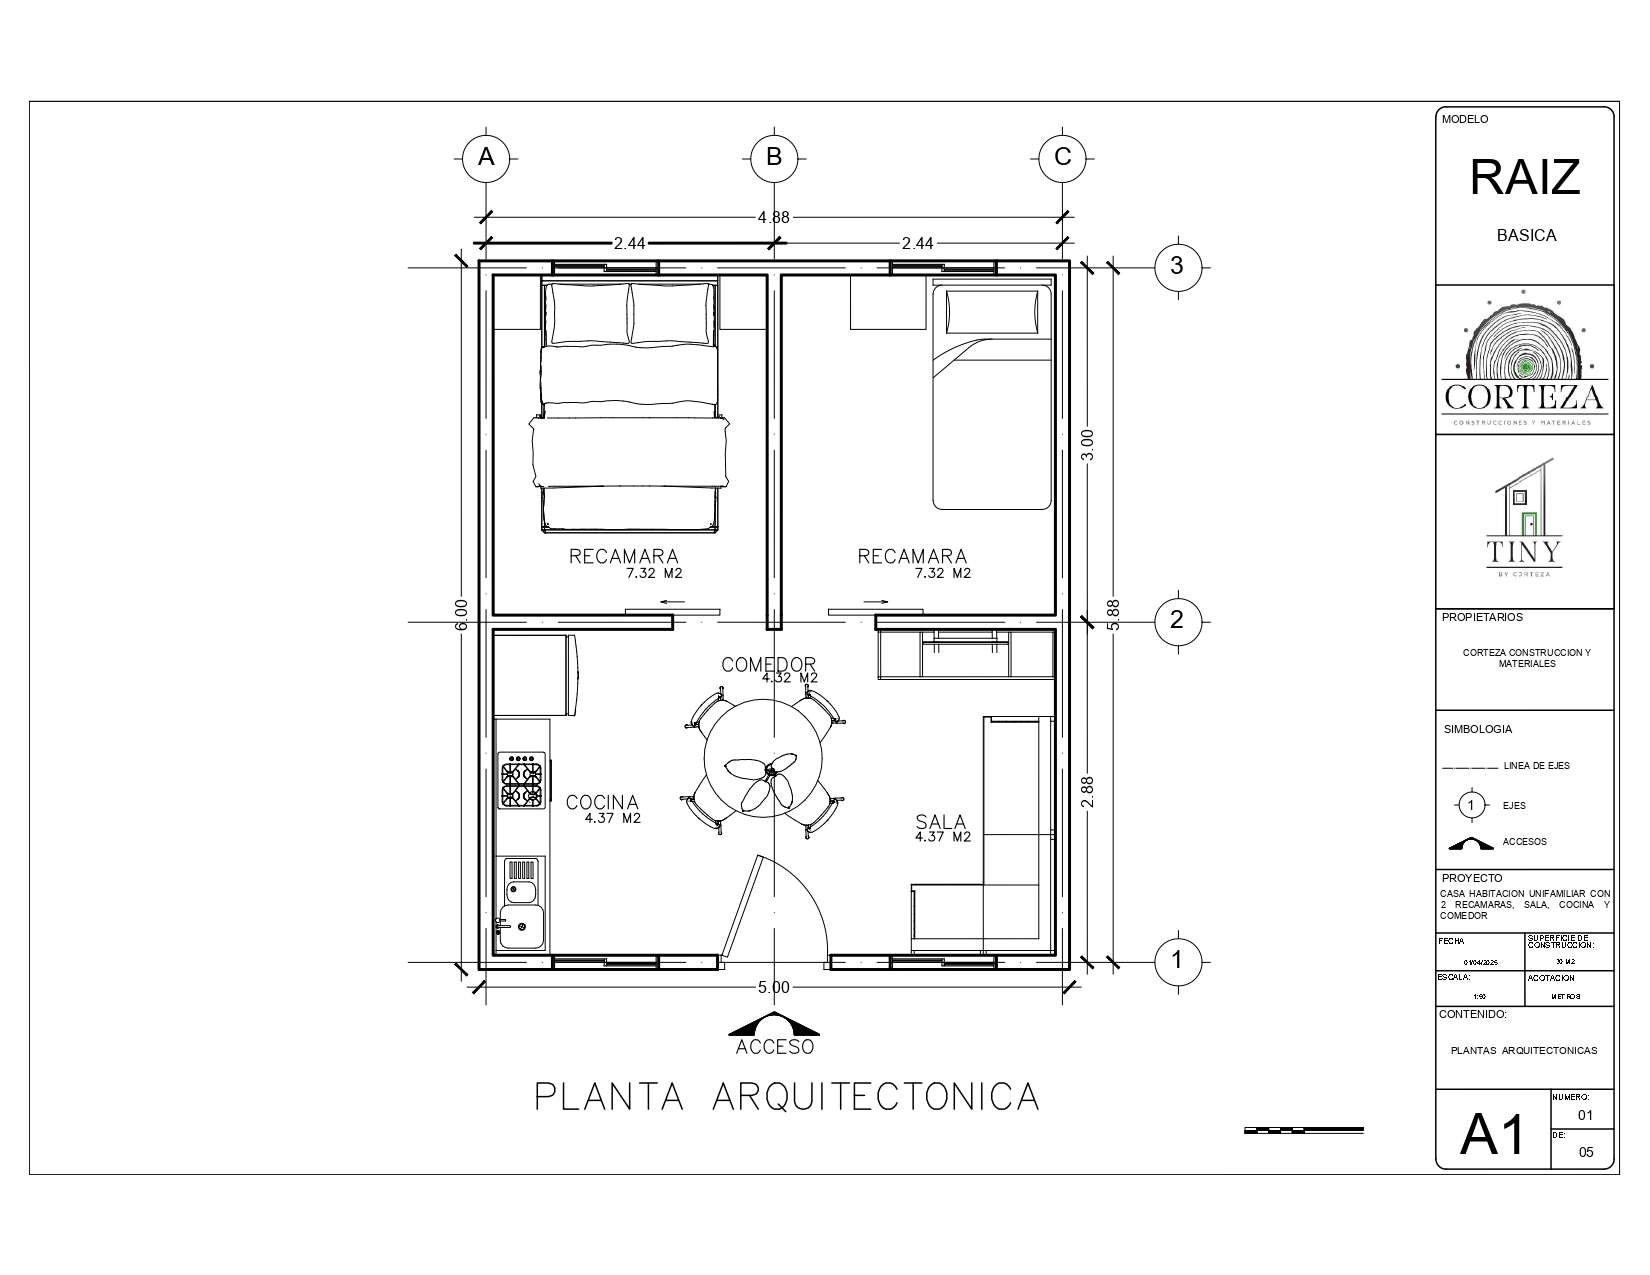 A
B
C
4.88
2.44
2.44
3
3.00
RECAMARA
7.32 M2
RECAMARA
7.32 M2
6.00
5.88
2
COMEDOR
4.32 M2
2.88
COCINA
4.37 M2
SALA
4.37 M2
1
5.00
ACCESO
PLANTA ARQUITECTONICA
MODELO
RAIZ
BASICA
CORTEZA
CONSTRUCCIONES Y MATERIALES
TINY
BY CORTEZA
PROPIETARIOS
CORTEZA CONSTRUCCION Y
MATERIALES
SIMBOLOGIA
LINEA DE EJES
1
EJES
ACCESOS
PROYECTO
CASA HABITACION UNIFAMILIAR CON
2 RECAMARAS, SALA, COCINA Y
COMEDOR
FECHA
01/04/2025
SUPERFICIE DE
CONSTRUCCION:
30 M2
ESCALA:
1:50
ACOTACION
METROS
CONTENIDO:
PLANTAS ARQUITECTONICAS
A1
NUMERO:
01
DE:
05